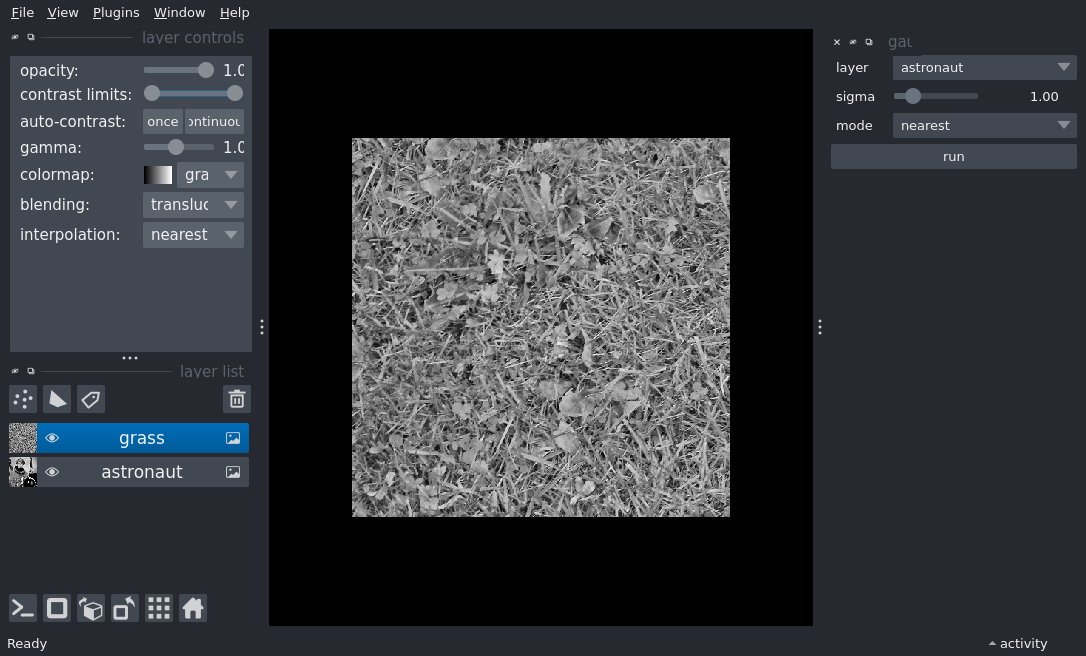 File View Plugins Window Help
layer controls
opacity: 1.0
contrast limits:
auto-contrast: once ontinuou
gamma: 1.0
colormap: gra
blending: transluc
interpolation: nearest
layer list
grass
astronaut
Ready
gau
layer astronaut
sigma 1.00
mode nearest
run
activity